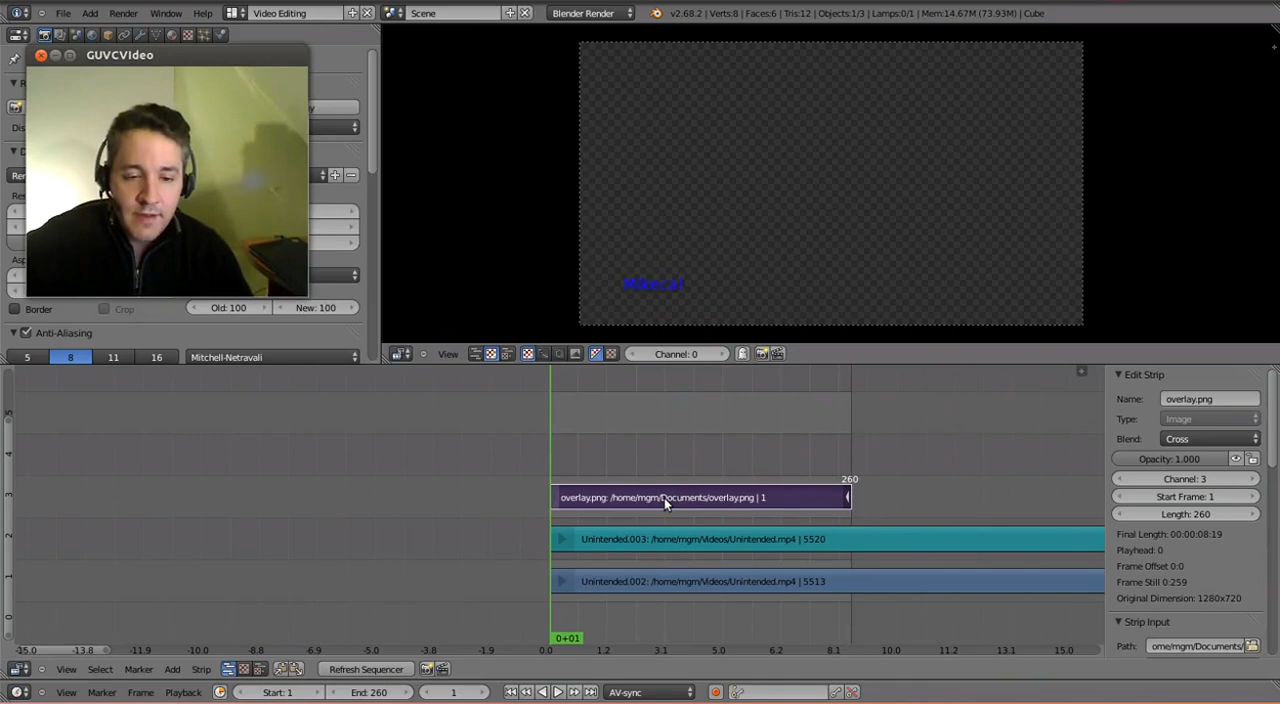 File Add Render Window Help Video Editing Scene Blender Render v2.68.2 | Verts:8 | Faces:6 | Tris:12 | Objects:1/3 | Lamps:0/1 | Mem:14.67M (73.93M) | Cube
GUVCVIdeo
Border Crop Old: 100 New: 100
Anti-Aliasing
5 8 11 16 Mitchell-Netravali
View Channel: 0
Edit Strip
Name: overlay.png
Type: Image
Blend: Cross
Opacity: 1.000
Channel: 3
Start Frame: 1
Length: 260
Final Length: 00:00:08:19
Playhead: 0
Frame Offset 0:0
Frame Still 0:259
Original Dimension: 1280x720
Strip Input
Path: ome/mgm/Documents/
5
4
260
3 overlay.png: /home/mgm/Documents/overlay.png | 1
2 Unintended.003: /home/mgm/Videos/Unintended.mp4 | 5520
1 Unintended.002: /home/mgm/Videos/Unintended.mp4 | 5513
0
0+01
-15.0 -13.8 -11.9 -10.7 -8.8 -6.9 -5.7 -3.8 -1.9 0.0 1.2 3.1 5.0 6.2 8.1 10.0 11.2 13.1 15.0
View Select Marker Add Strip Refresh Sequencer
View Marker Frame Playback Start: 1 End: 260 1 AV-sync